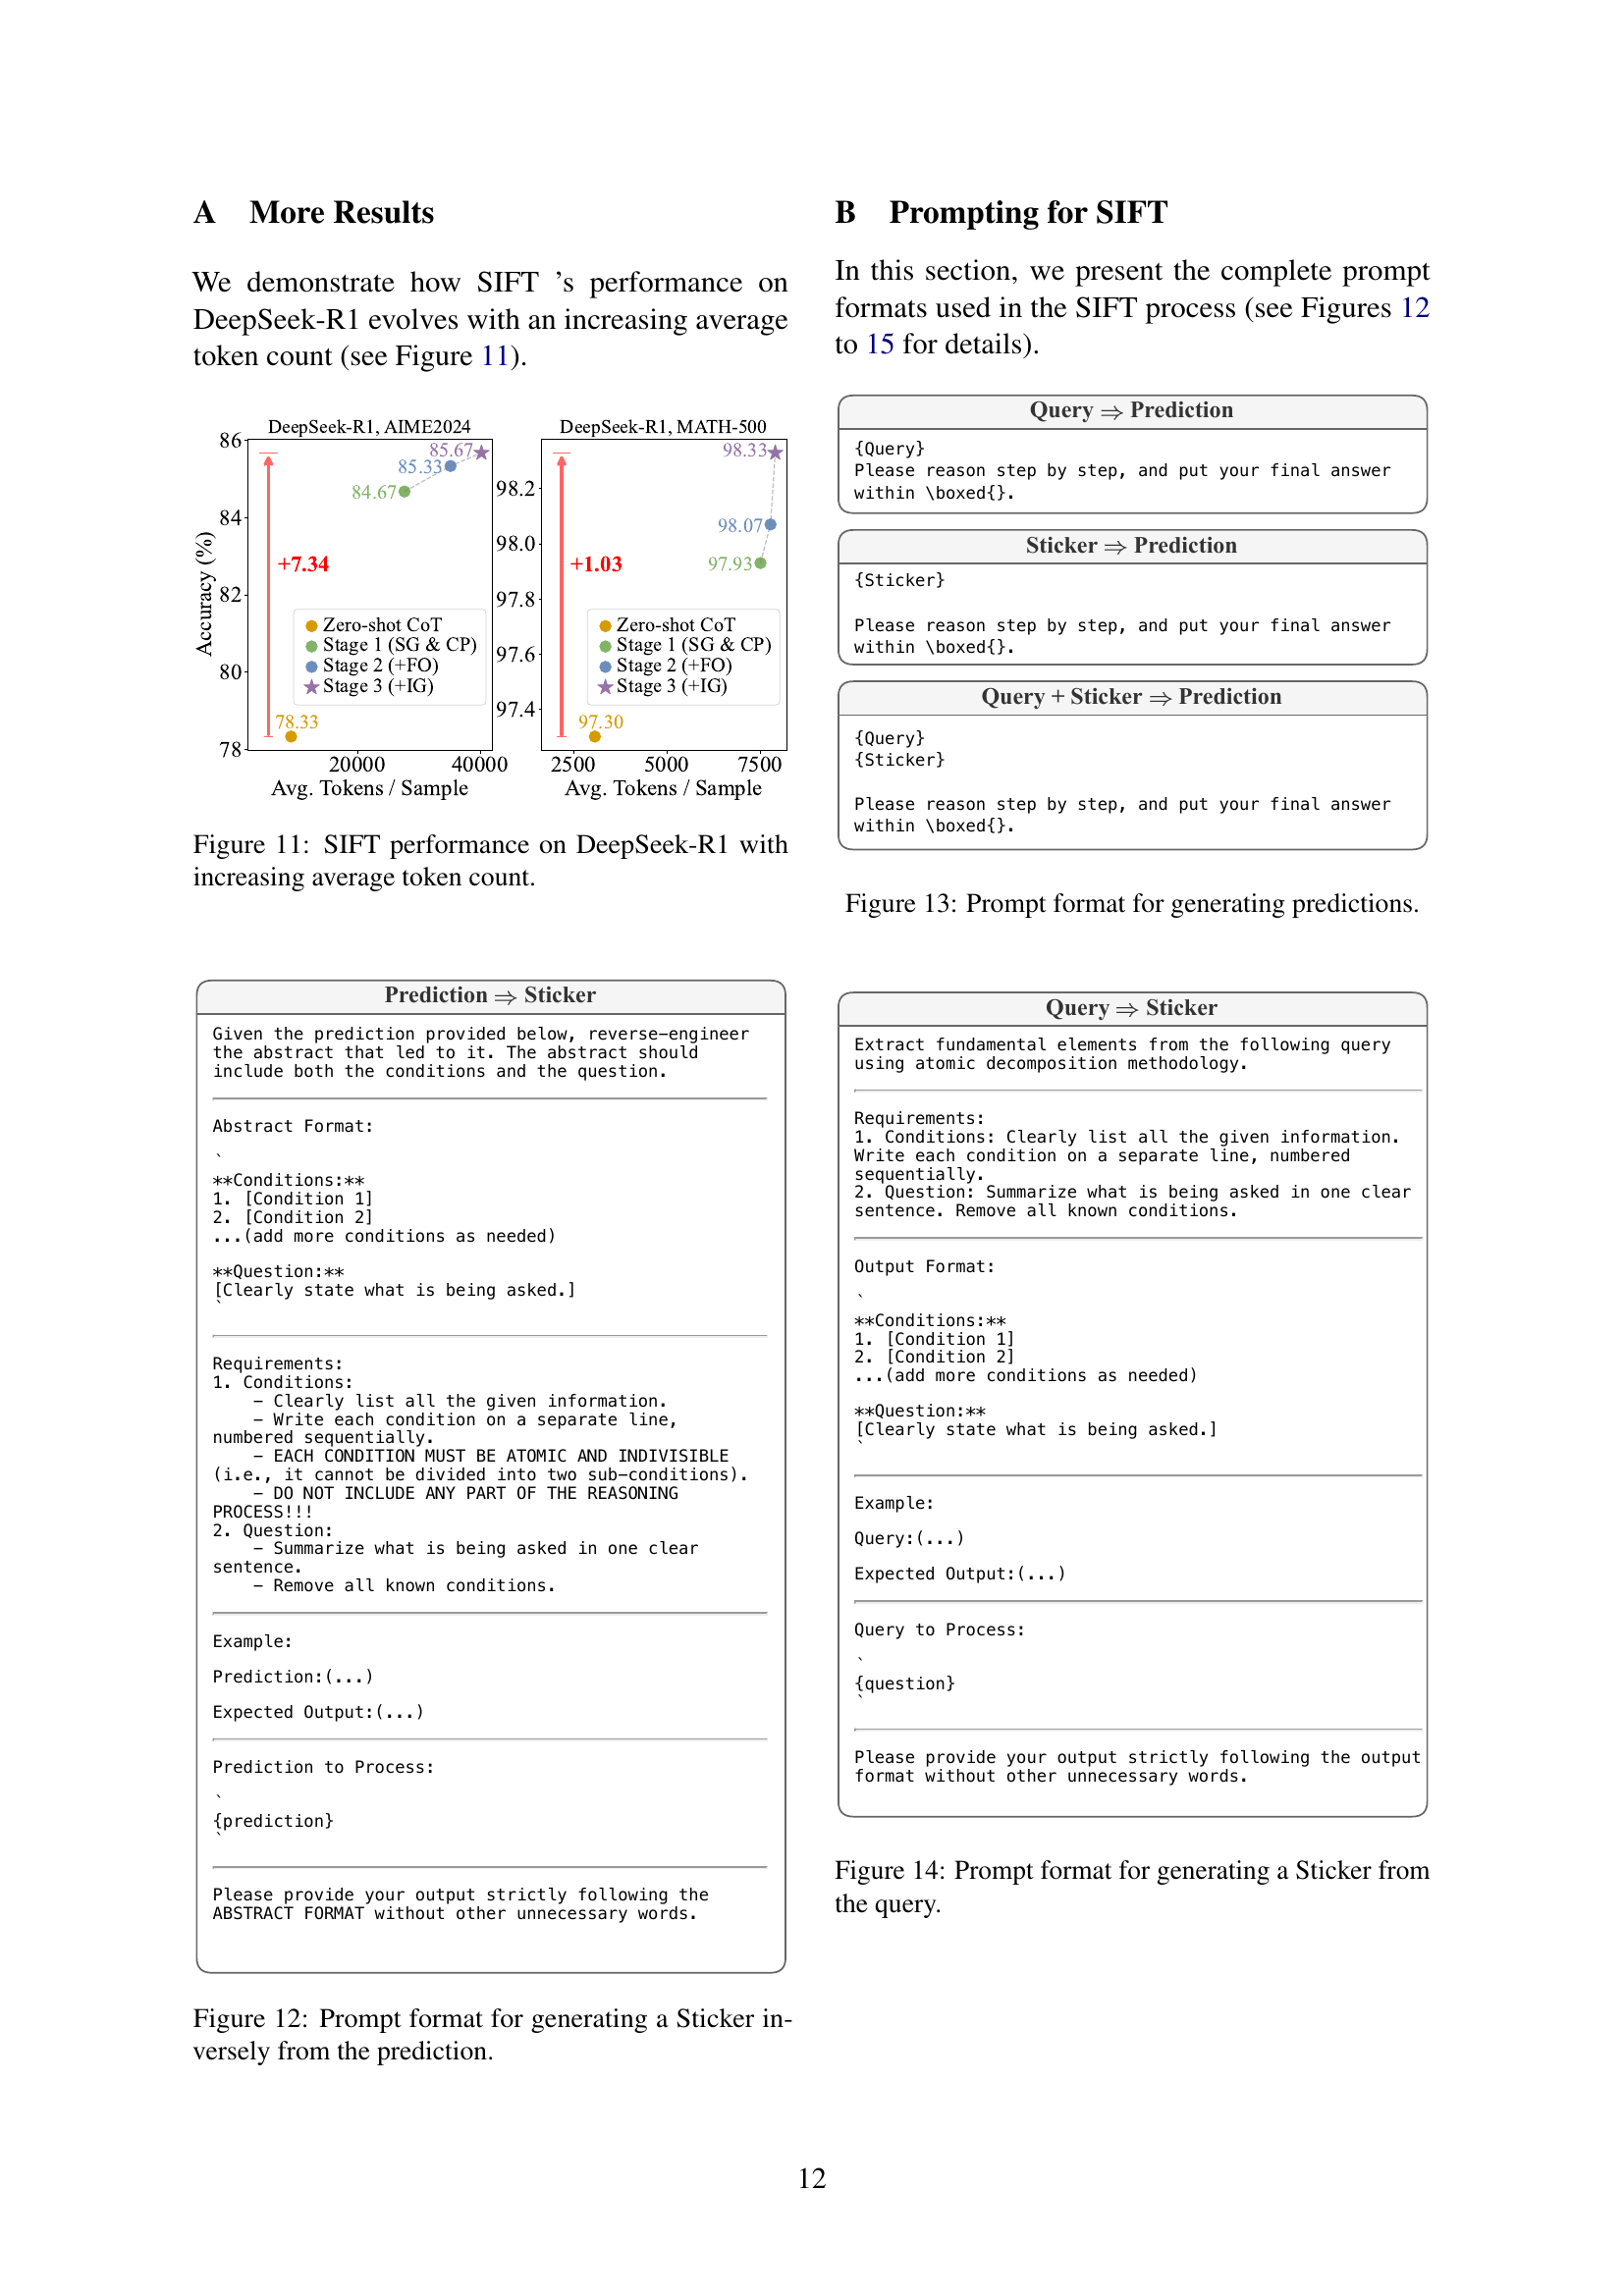 A More Results
We demonstrate how SIFT 's performance on
DeepSeek-R1 evolves with an increasing average
token count (see Figure 11).
DeepSeek-R1, AIME2024
Accuracy (%)
86
84
82
80
78
85.67
85.33
84.67
+7.34
Zero-shot CoT
Stage 1 (SG & CP)
Stage 2 (+FO)
Stage 3 (+IG)
78.33
20000 40000
Avg. Tokens / Sample
DeepSeek-R1, MATH-500
98.2
98.0
97.8
97.6
97.4
98.33
98.07
97.93
+1.03
Zero-shot CoT
Stage 1 (SG & CP)
Stage 2 (+FO)
Stage 3 (+IG)
97.30
2500 5000 7500
Avg. Tokens / Sample
Figure 11: SIFT performance on DeepSeek-R1 with
increasing average token count.
Prediction ⇒ Sticker
Given the prediction provided below, reverse-engineer
the abstract that led to it. The abstract should
include both the conditions and the question.
Abstract Format:
`
**Conditions:**
1. [Condition 1]
2. [Condition 2]
...(add more conditions as needed)
**Question:**
[Clearly state what is being asked.]
`
Requirements:
1. Conditions:
- Clearly list all the given information.
- Write each condition on a separate line,
numbered sequentially.
- EACH CONDITION MUST BE ATOMIC AND INDIVISIBLE
(i.e., it cannot be divided into two sub-conditions).
- DO NOT INCLUDE ANY PART OF THE REASONING
PROCESS!!!
2. Question:
- Summarize what is being asked in one clear
sentence.
- Remove all known conditions.
Example:
Prediction:(...)
Expected Output:(...)
Prediction to Process:
`
{prediction}
`
Please provide your output strictly following the
ABSTRACT FORMAT without other unnecessary words.
Figure 12: Prompt format for generating a Sticker in-
versely from the prediction.
B Prompting for SIFT
In this section, we present the complete prompt
formats used in the SIFT process (see Figures 12
to 15 for details).
Query ⇒ Prediction
{Query}
Please reason step by step, and put your final answer
within \boxed{}.
Sticker ⇒ Prediction
{Sticker}
Please reason step by step, and put your final answer
within \boxed{}.
Query + Sticker ⇒ Prediction
{Query}
{Sticker}
Please reason step by step, and put your final answer
within \boxed{}.
Figure 13: Prompt format for generating predictions.
Query ⇒ Sticker
Extract fundamental elements from the following query
using atomic decomposition methodology.
Requirements:
1. Conditions: Clearly list all the given information.
Write each condition on a separate line, numbered
sequentially.
2. Question: Summarize what is being asked in one clear
sentence. Remove all known conditions.
Output Format:
`
**Conditions:**
1. [Condition 1]
2. [Condition 2]
...(add more conditions as needed)
**Question:**
[Clearly state what is being asked.]
`
Example:
Query:(...)
Expected Output:(...)
Query to Process:
`
{question}
`
Please provide your output strictly following the output
format without other unnecessary words.
Figure 14: Prompt format for generating a Sticker from
the query.
12